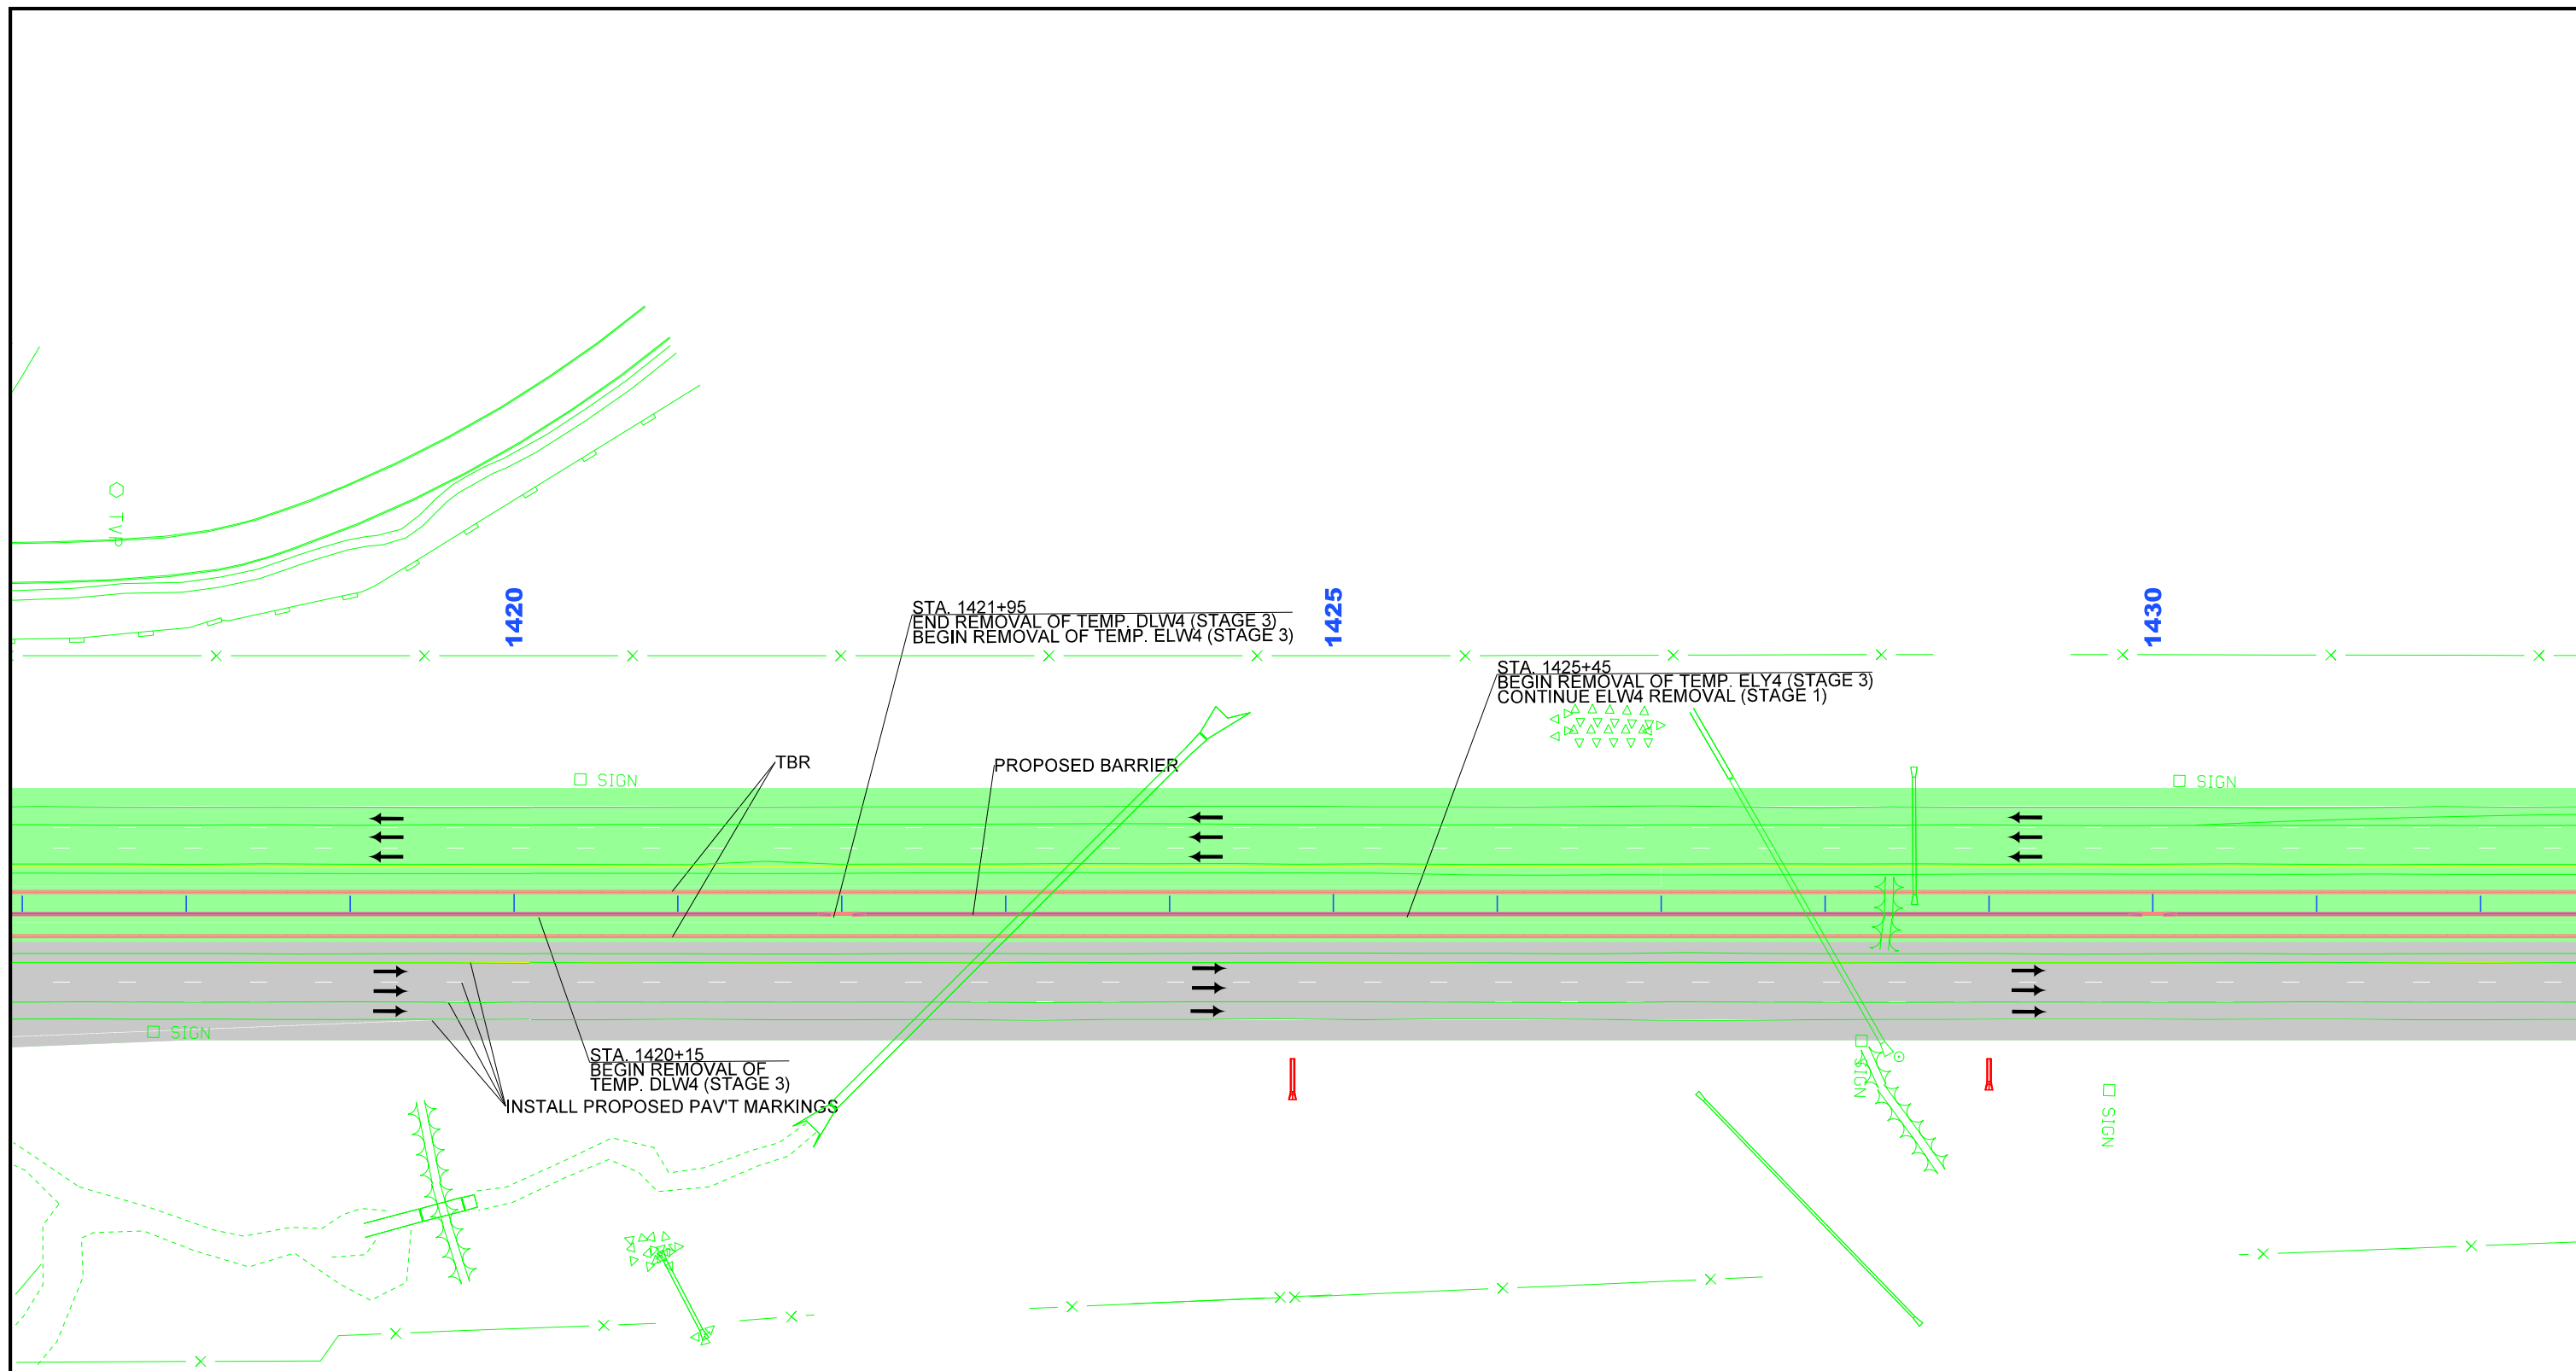 TVP
1420
1425
1430
STA. 1421+95
END REMOVAL OF TEMP. DLW4 (STAGE 3)
BEGIN REMOVAL OF TEMP. ELW4 (STAGE 3)
STA. 1425+45
BEGIN REMOVAL OF TEMP. ELY4 (STAGE 3)
CONTINUE ELW4 REMOVAL (STAGE 1)
TBR
PROPOSED BARRIER
SIGN
SIGN
SIGN
STA. 1420+15
BEGIN REMOVAL OF
TEMP. DLW4 (STAGE 3)
INSTALL PROPOSED PAV'T MARKINGS
SIGN
SIGN